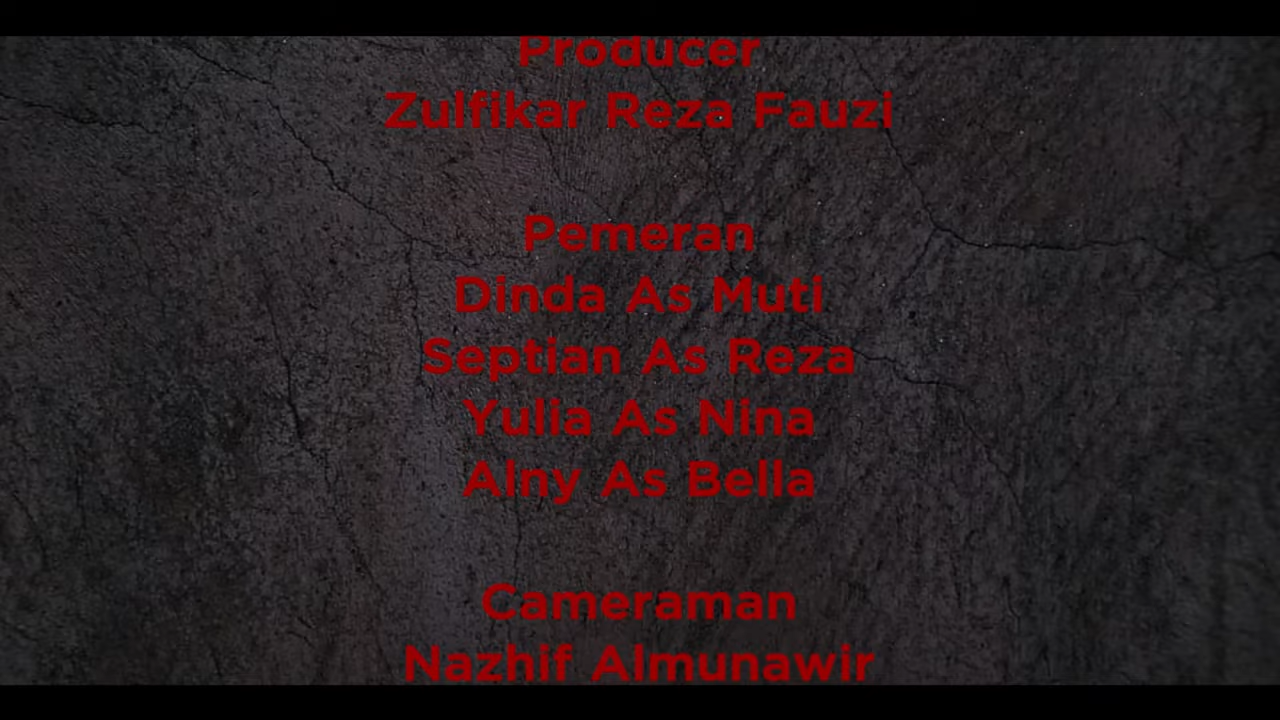 Producer
Zulfikar Reza Fauzi
Pemeran
Dinda As Muti
Septian As Reza
Yulia As Nina
Alny As Bella
Cameraman
Nazhif Almunawir